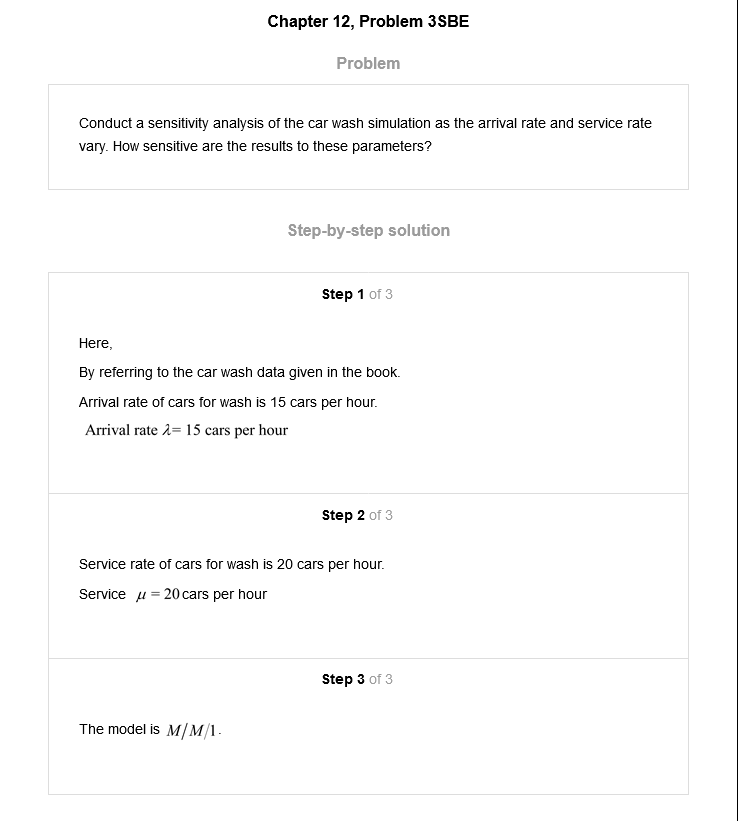 Chapter 12, Problem 3SBE
Problem
Conduct a sensitivity analysis of the car wash simulation as the arrival rate and service rate
vary. How sensitive are the results to these parameters?
Step-by-step solution
Step 1 of 3
Here,
By referring to the car wash data given in the book.
Arrival rate of cars for wash is 15 cars per hour.
Arrival rate λ= 15 cars per hour
Step 2 of 3
Service rate of cars for wash is 20 cars per hour.
Service μ = 20 cars per hour
Step 3 of 3
The model is M/M/1.